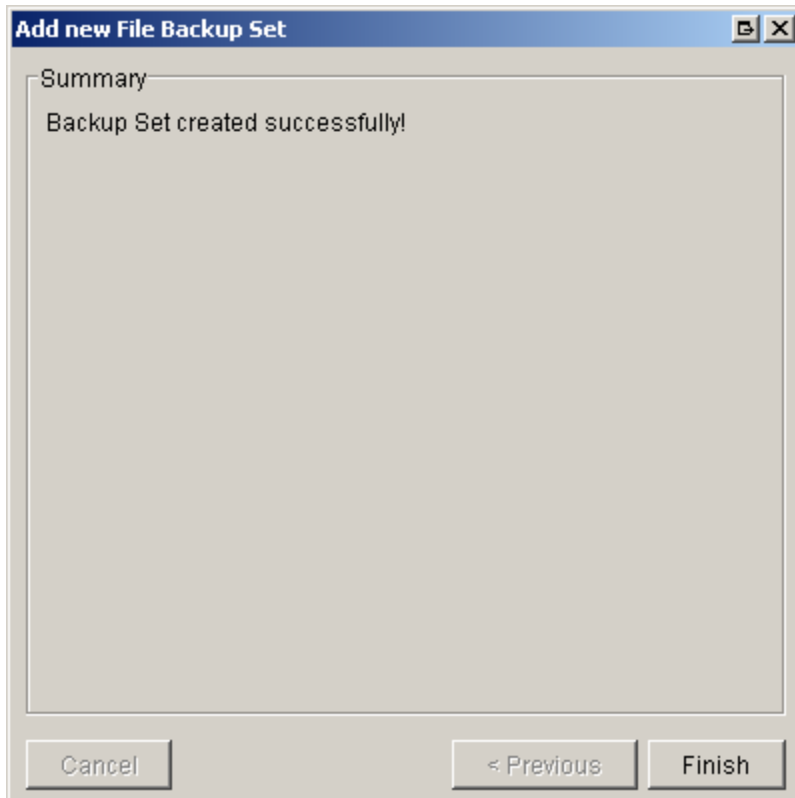 Add new File Backup Set
Summary
Backup Set created successfully!
Cancel
< Previous
Finish